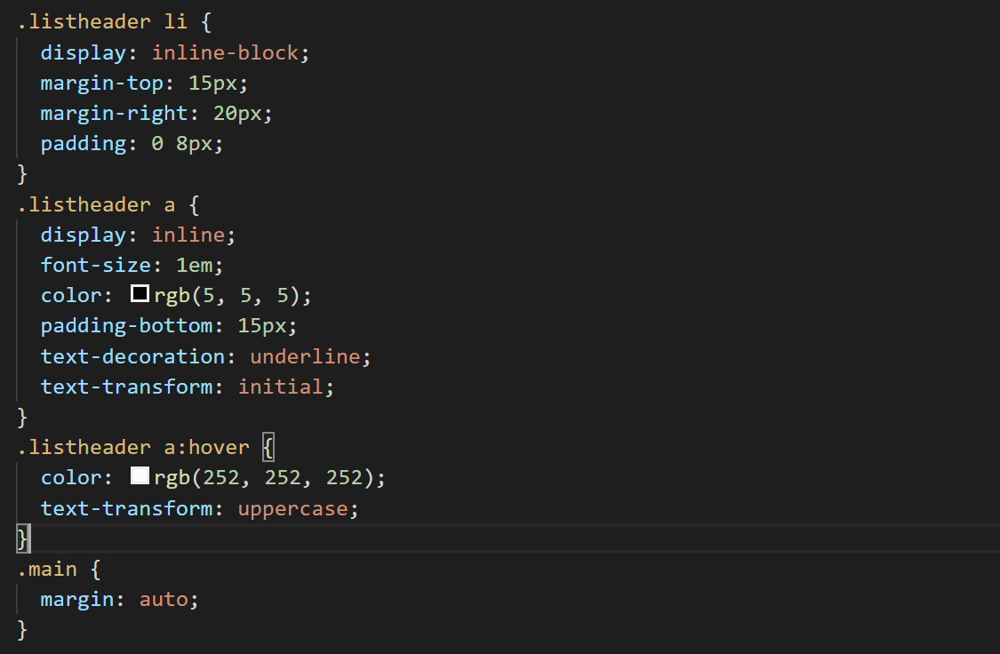 .listheader li {
  display: inline-block;
  margin-top: 15px;
  margin-right: 20px;
  padding: 0 8px;
}
.listheader a {
  display: inline;
  font-size: 1em;
  color: rgb(5, 5, 5);
  padding-bottom: 15px;
  text-decoration: underline;
  text-transform: initial;
}
.listheader a:hover {
  color: rgb(252, 252, 252);
  text-transform: uppercase;
}
.main {
  margin: auto;
}